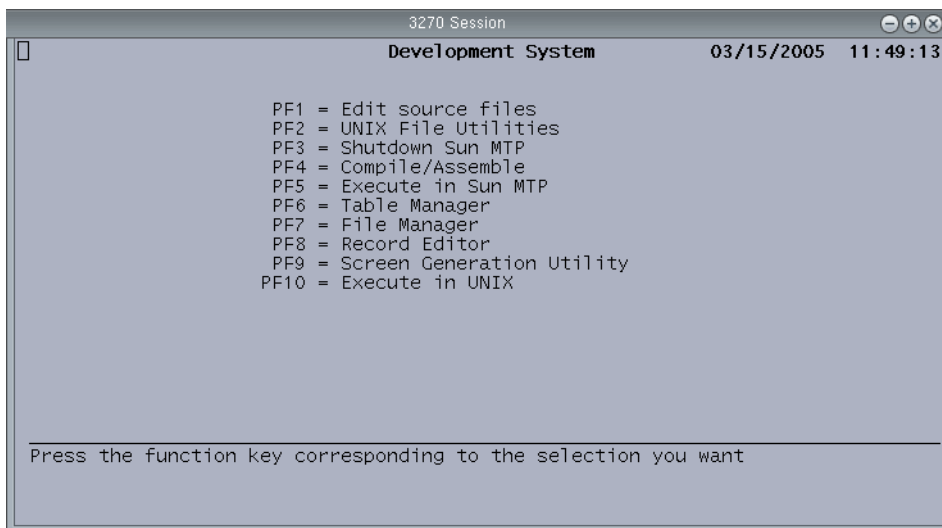 3270 Session
Development System 03/15/2005 11:49:13
PF1 = Edit source files
PF2 = UNIX File Utilities
PF3 = Shutdown Sun MTP
PF4 = Compile/Assemble
PF5 = Execute in Sun MTP
PF6 = Table Manager
PF7 = File Manager
PF8 = Record Editor
PF9 = Screen Generation Utility
PF10 = Execute in UNIX
Press the function key corresponding to the selection you want